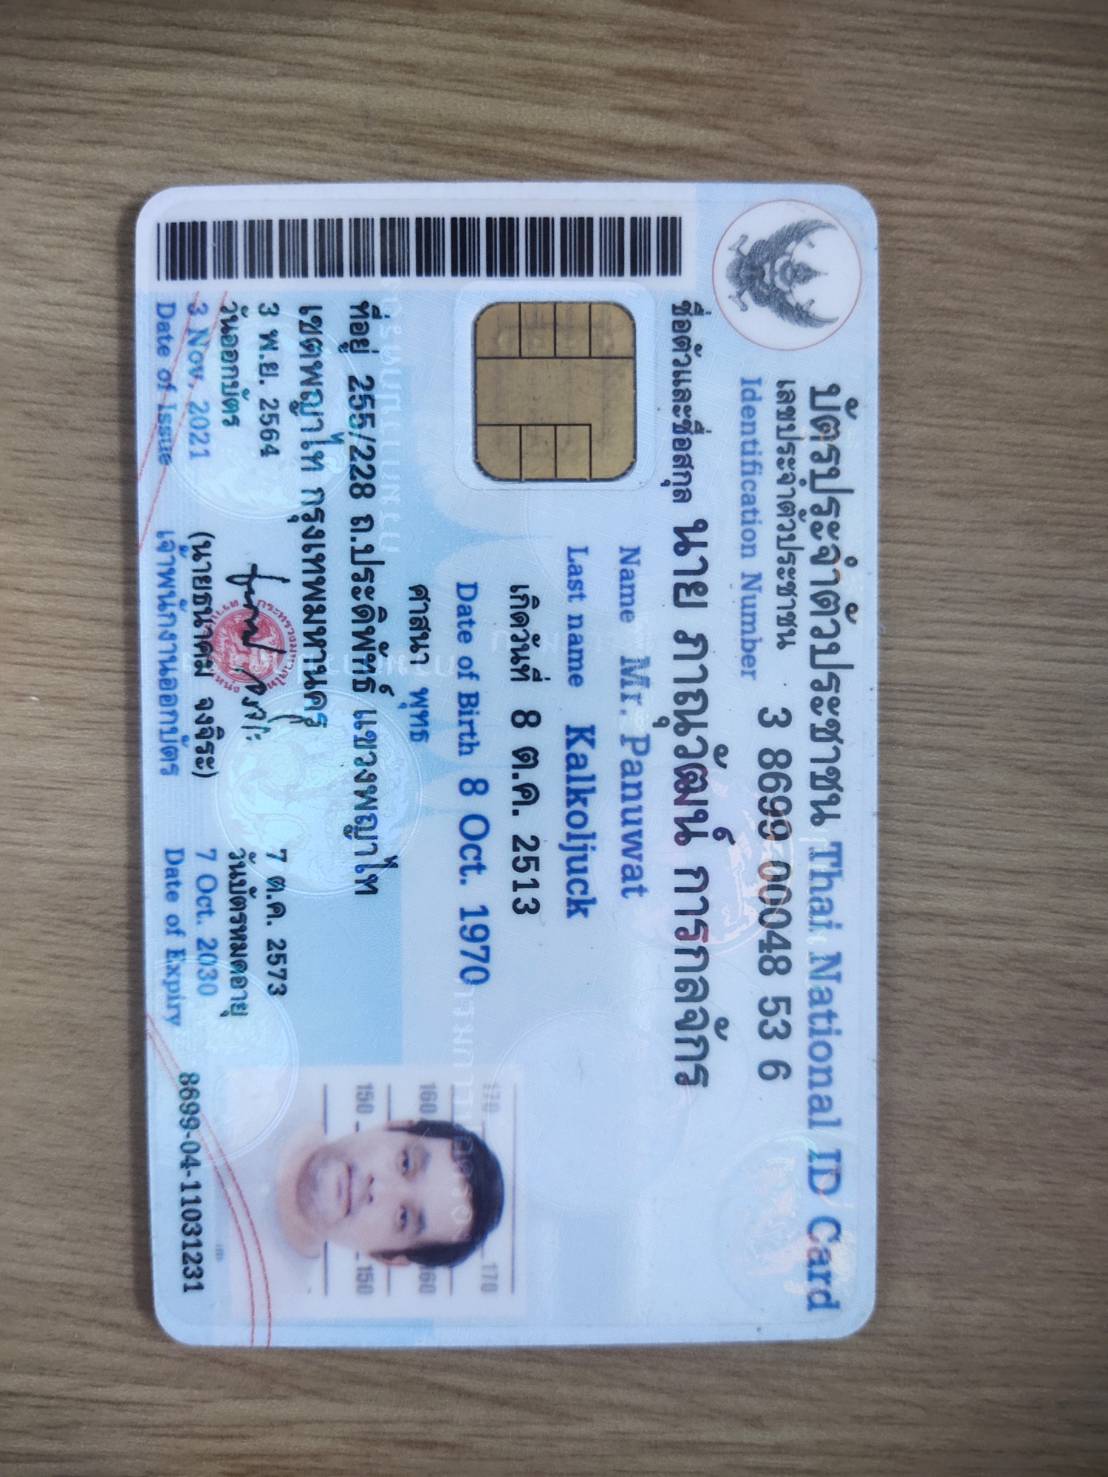 บัตรประจำตัวประชาชน Thai National ID Card
เลขประจำตัวประชาชน 3 8699 00048 53 6
Identification Number
ชื่อตัวและชื่อสกุล นาย ภาณุวัฒน์ การกลจักร
Name Mr. Panuwat
Last name Kalkoljuck
เกิดวันที่ 8 ต.ค. 2513
Date of Birth 8 Oct. 1970
ศาสนา พุทธ
ที่อยู่ 255/228 ถ.ประดิพัทธ์ แขวงพญาไท
เขตพญาไท กรุงเทพมหานคร
3 พ.ย. 2564
วันออกบัตร
3 Nov. 2021
Date of Issue
(นายธนาคม จงจิระ)
เจ้าพนักงานออกบัตร
7 ต.ค. 2573
วันบัตรหมดอายุ
7 Oct. 2030
Date of Expiry
170 170
160 160
150 150
8699-04-11031231